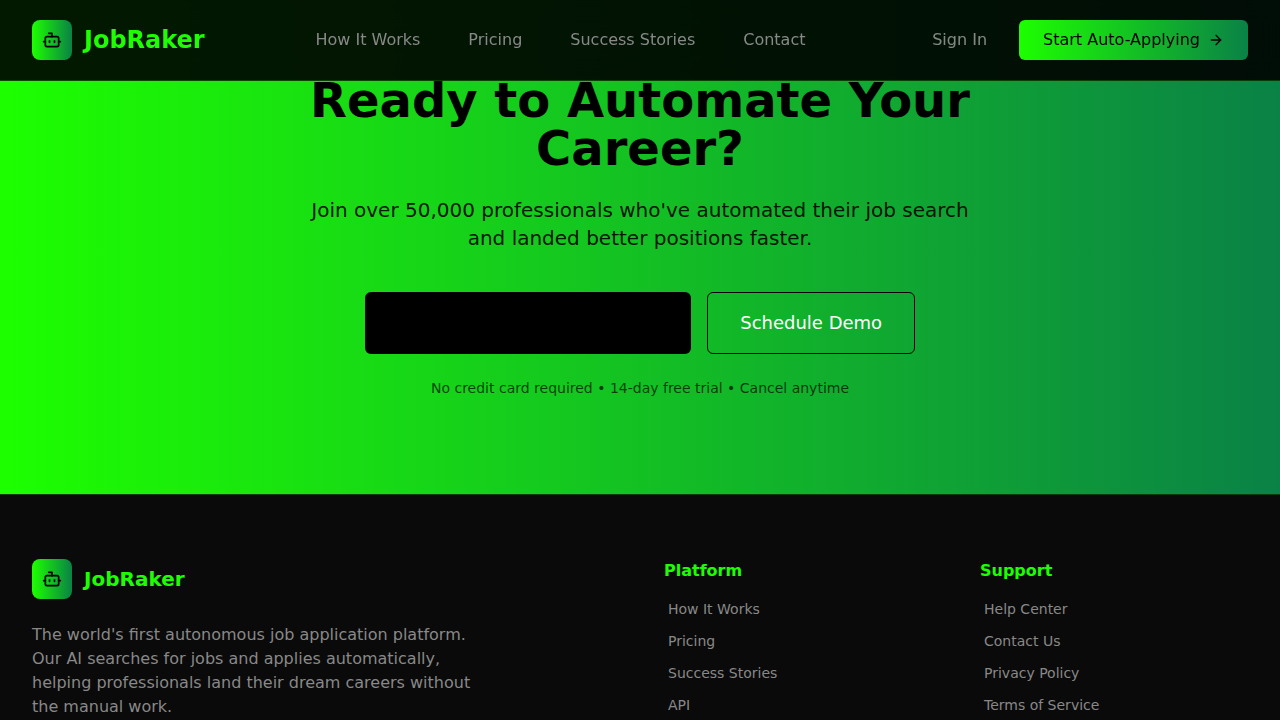 JobRaker
How It Works
Pricing
Success Stories
Contact
Sign In
Start Auto-Applying
Ready to Automate Your
Career?
Join over 50,000 professionals who've automated their job search
and landed better positions faster.
Schedule Demo
No credit card required • 14-day free trial • Cancel anytime
JobRaker
The world's first autonomous job application platform.
Our AI searches for jobs and applies automatically,
helping professionals land their dream careers without
the manual work.
Platform
How It Works
Pricing
Success Stories
API
Support
Help Center
Contact Us
Privacy Policy
Terms of Service